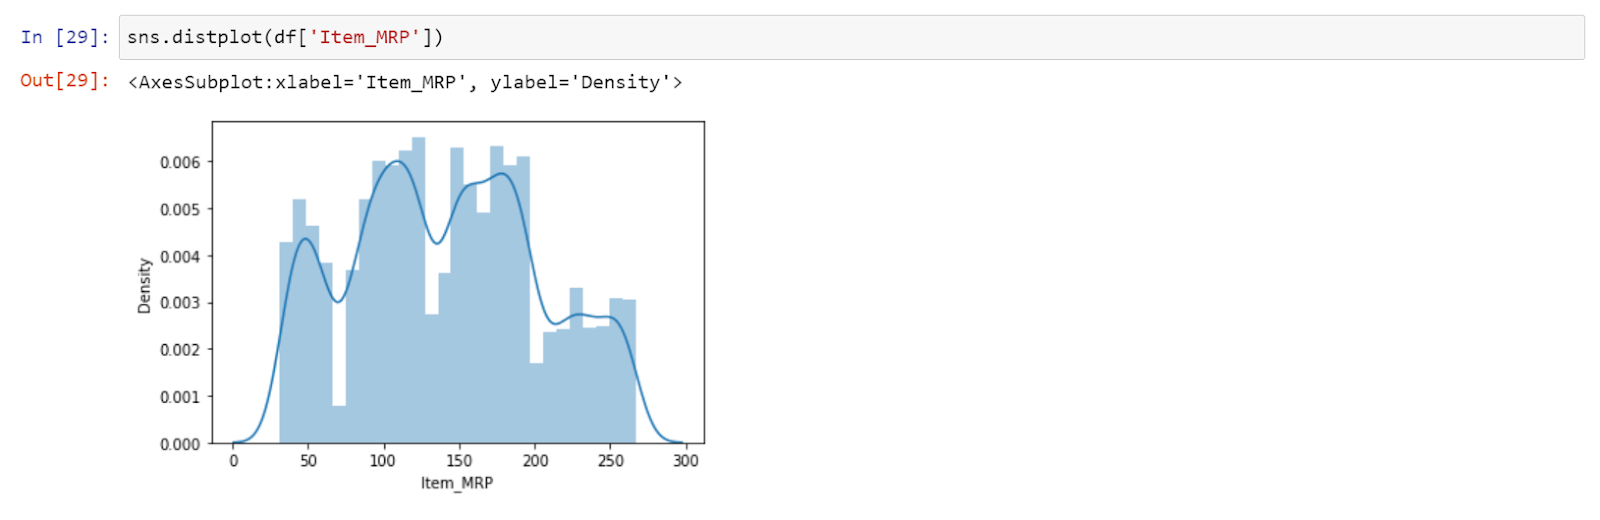 In [29]: sns.distplot(df['Item_MRP'])
Out[29]: <AxesSubplot:xlabel='Item_MRP', ylabel='Density'>
0.006
0.005
0.004
0.003
0.002
0.001
0.000
Density
0 50 100 150 200 250 300
Item_MRP